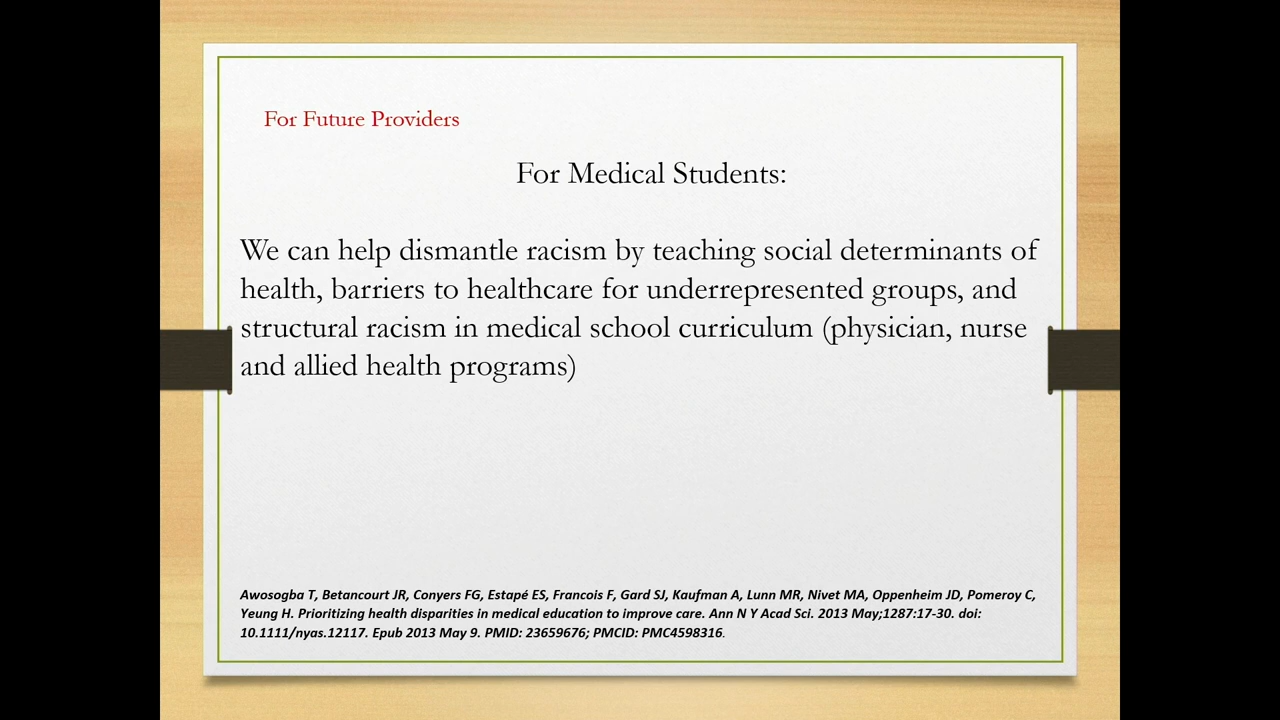 For Future Providers
For Medical Students:
We can help dismantle racism by teaching social determinants of
health, barriers to healthcare for underrepresented groups, and
structural racism in medical school curriculum (physician, nurse
and allied health programs)
Awosogba T, Betancourt JR, Conyers FG, Estapé ES, Francois F, Gard SJ, Kaufman A, Lunn MR, Nivet MA, Oppenheim JD, Pomeroy C,
Yeung H. Prioritizing health disparities in medical education to improve care. Ann N Y Acad Sci. 2013 May;1287:17-30. doi:
10.1111/nyas.12117. Epub 2013 May 9. PMID: 23659676; PMCID: PMC4598316.